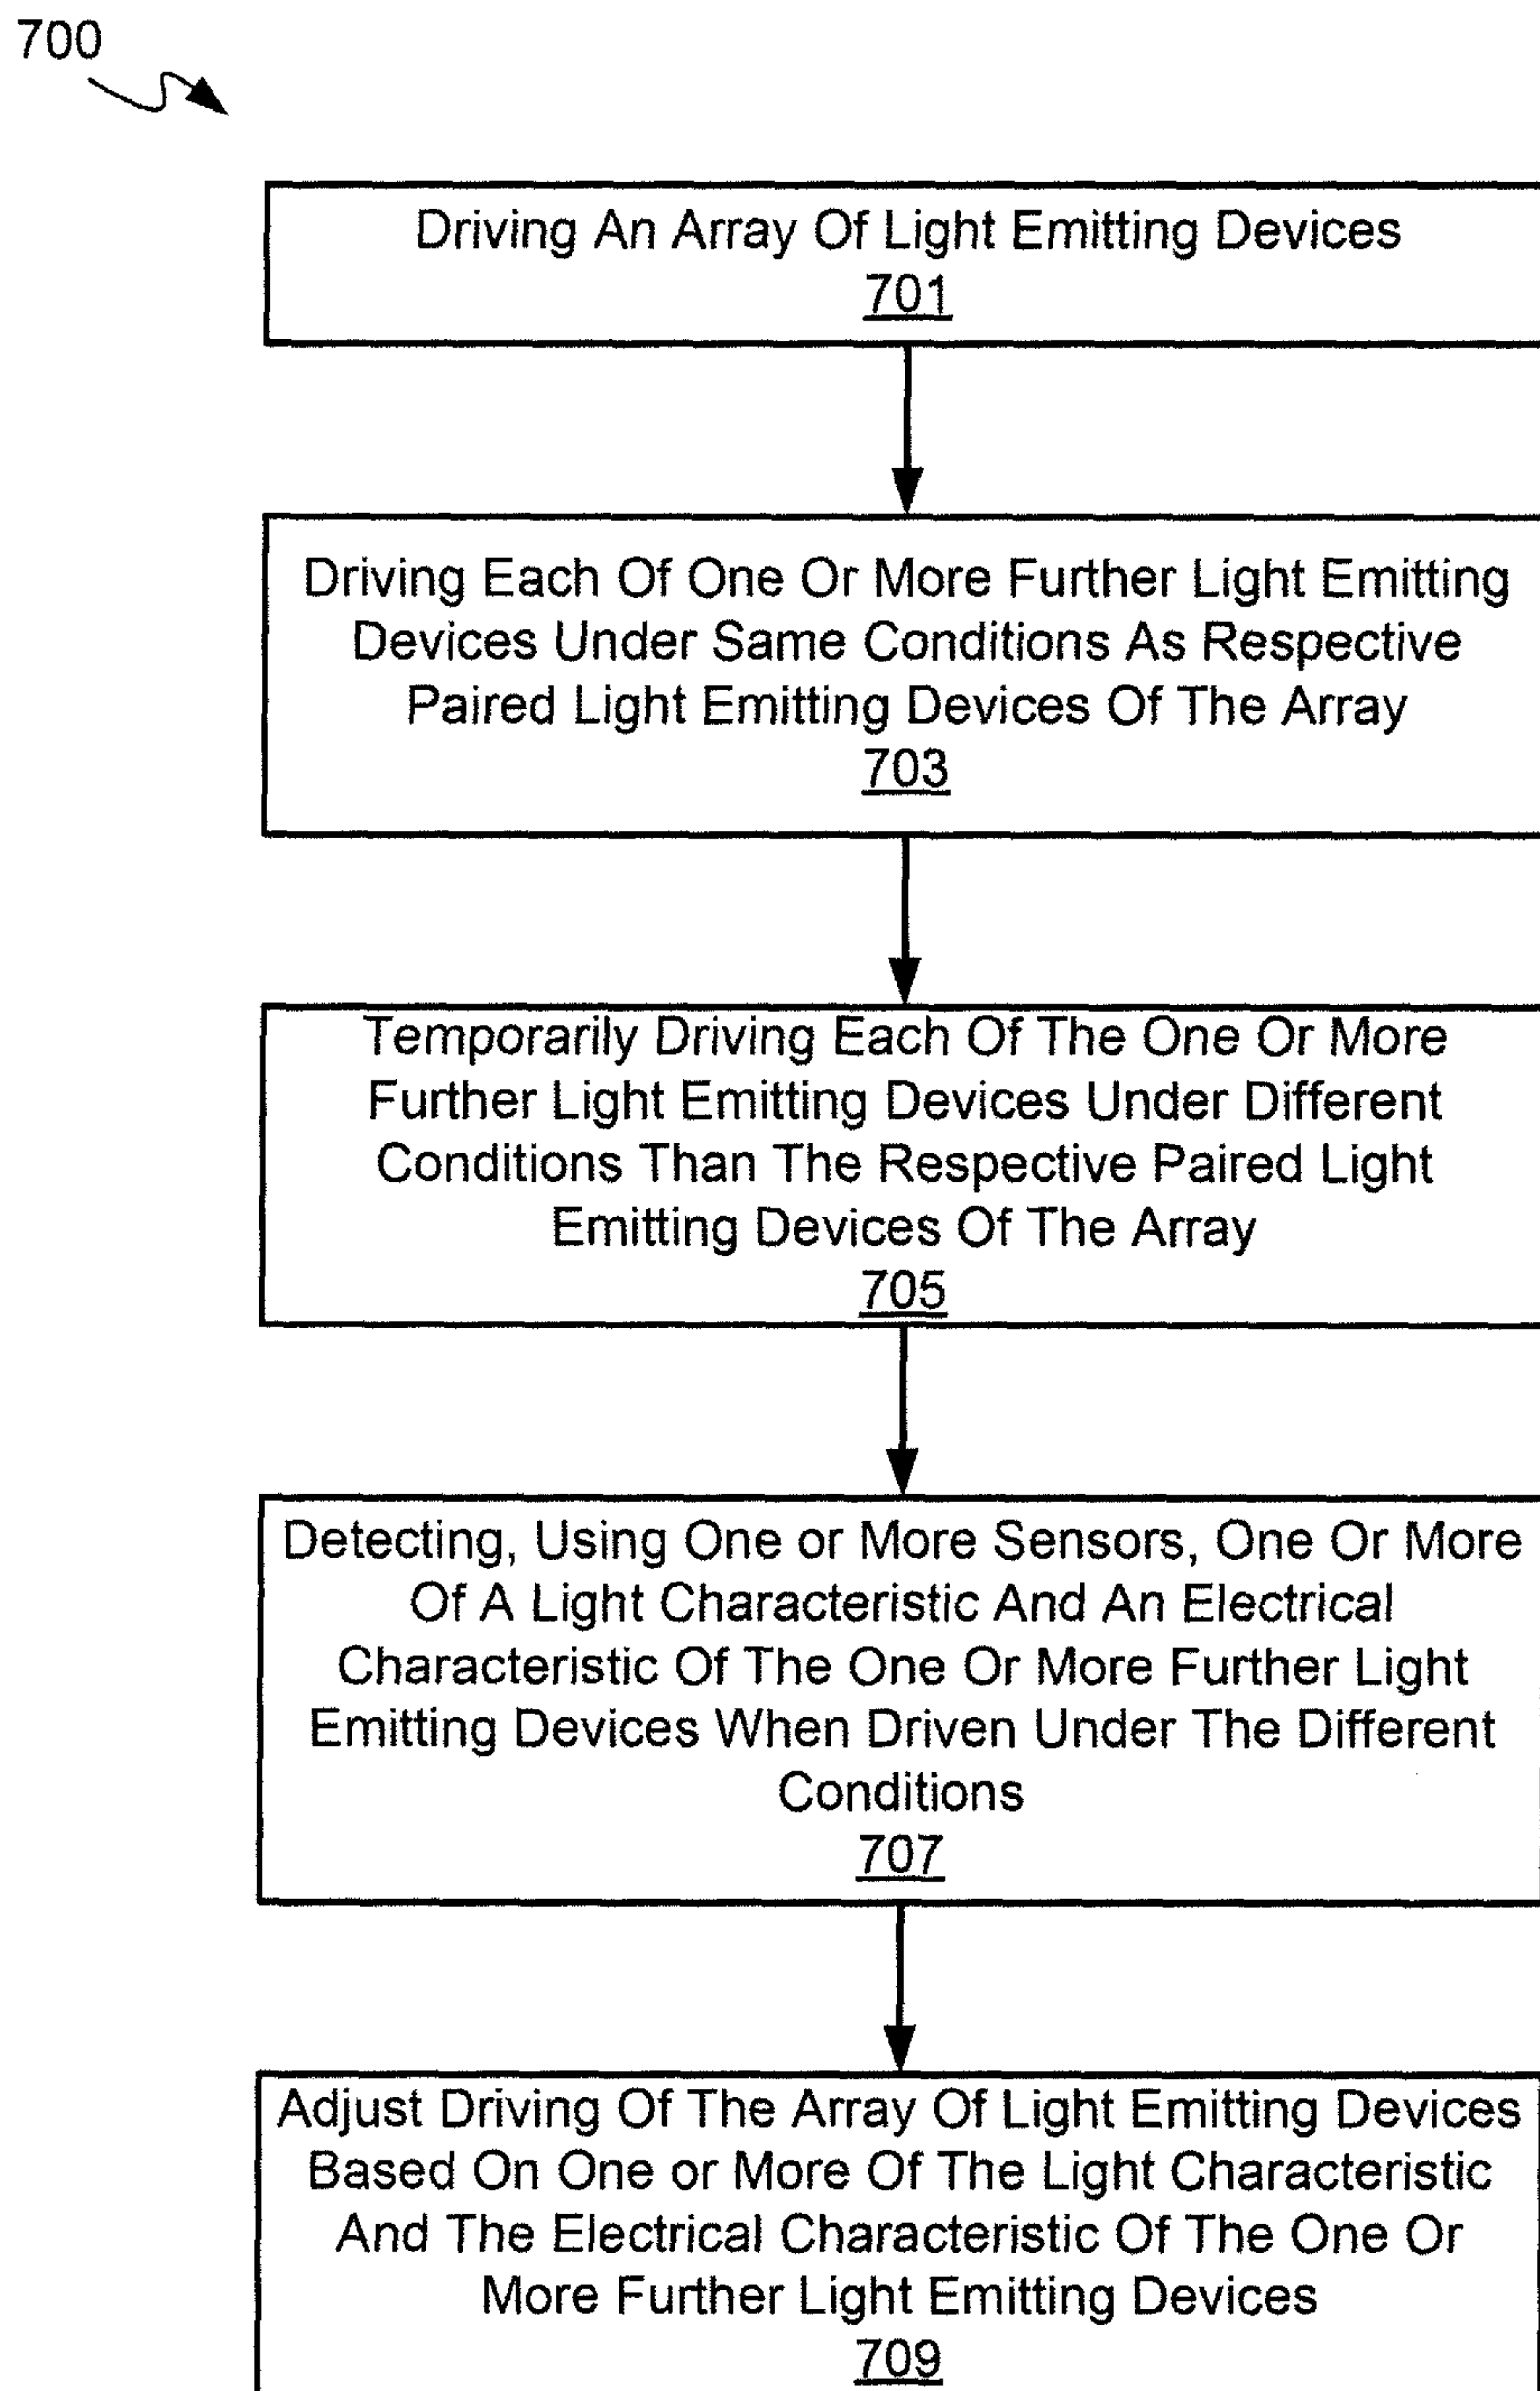 700
Driving An Array Of Light Emitting Devices
701
Driving Each Of One Or More Further Light Emitting
Devices Under Same Conditions As Respective
Paired Light Emitting Devices Of The Array
703
Temporarily Driving Each Of The One Or More
Further Light Emitting Devices Under Different
Conditions Than The Respective Paired Light
Emitting Devices Of The Array
705
Detecting, Using One or More Sensors, One Or More
Of A Light Characteristic And An Electrical
Characteristic Of The One Or More Further Light
Emitting Devices When Driven Under The Different
Conditions
707
Adjust Driving Of The Array Of Light Emitting Devices
Based On One or More Of The Light Characteristic
And The Electrical Characteristic Of The One Or
More Further Light Emitting Devices
709